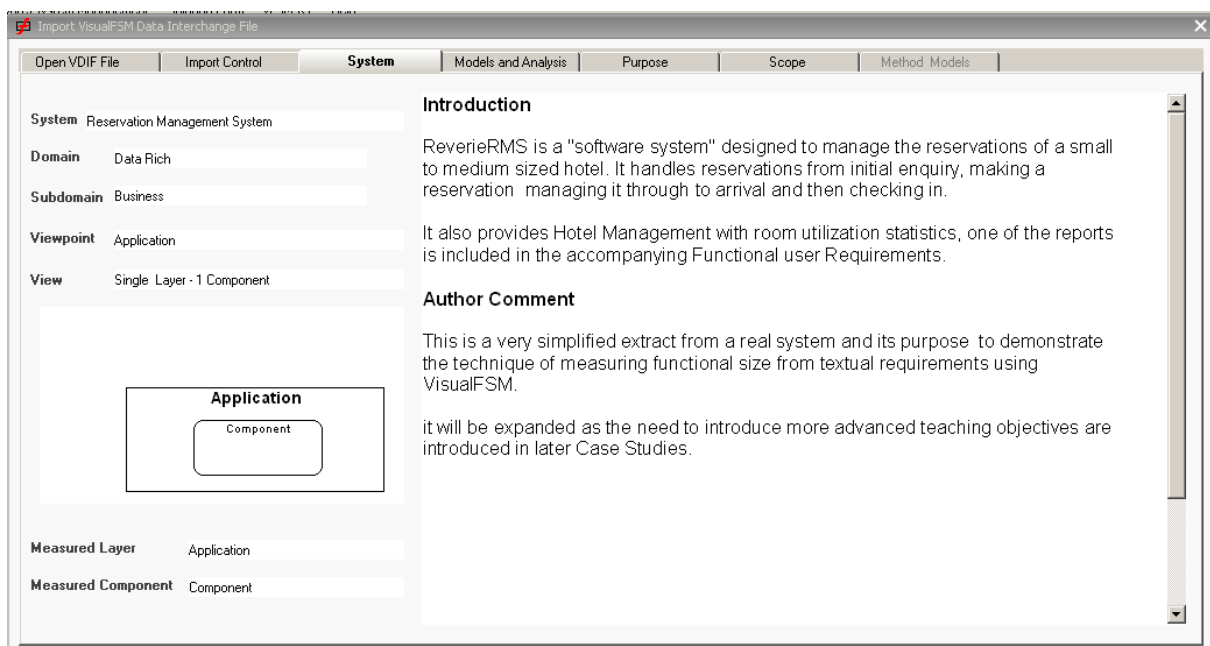 Import VisualFSM Data Interchange File
Open VDIF File Import Control System Models and Analysis Purpose Scope Method Models
System Reservation Management System
Domain Data Rich
Subdomain Business
Viewpoint Application
View Single Layer - 1 Component
Application
Component
Measured Layer Application
Measured Component Component
Introduction
ReverieRMS is a "software system" designed to manage the reservations of a small
to medium sized hotel. It handles reservations from initial enquiry, making a
reservation managing it through to arrival and then checking in.
It also provides Hotel Management with room utilization statistics, one of the reports
is included in the accompanying Functional user Requirements.
Author Comment
This is a very simplified extract from a real system and its purpose to demonstrate
the technique of measuring functional size from textual requirements using
VisualFSM.
it will be expanded as the need to introduce more advanced teaching objectives are
introduced in later Case Studies.